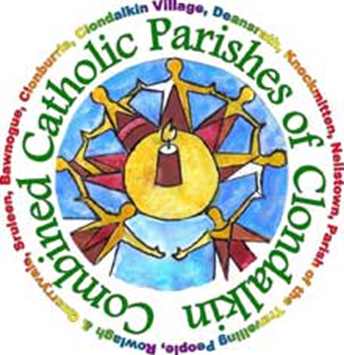 Combined Catholic Parishes of Clondalkin
Rowlagh & Quarryvale, Sruleen, Bawnogue, Clonburris, Clondalkin Village, Deansrath, Knockmitten, Neilstown, Parish of the Travelling People,